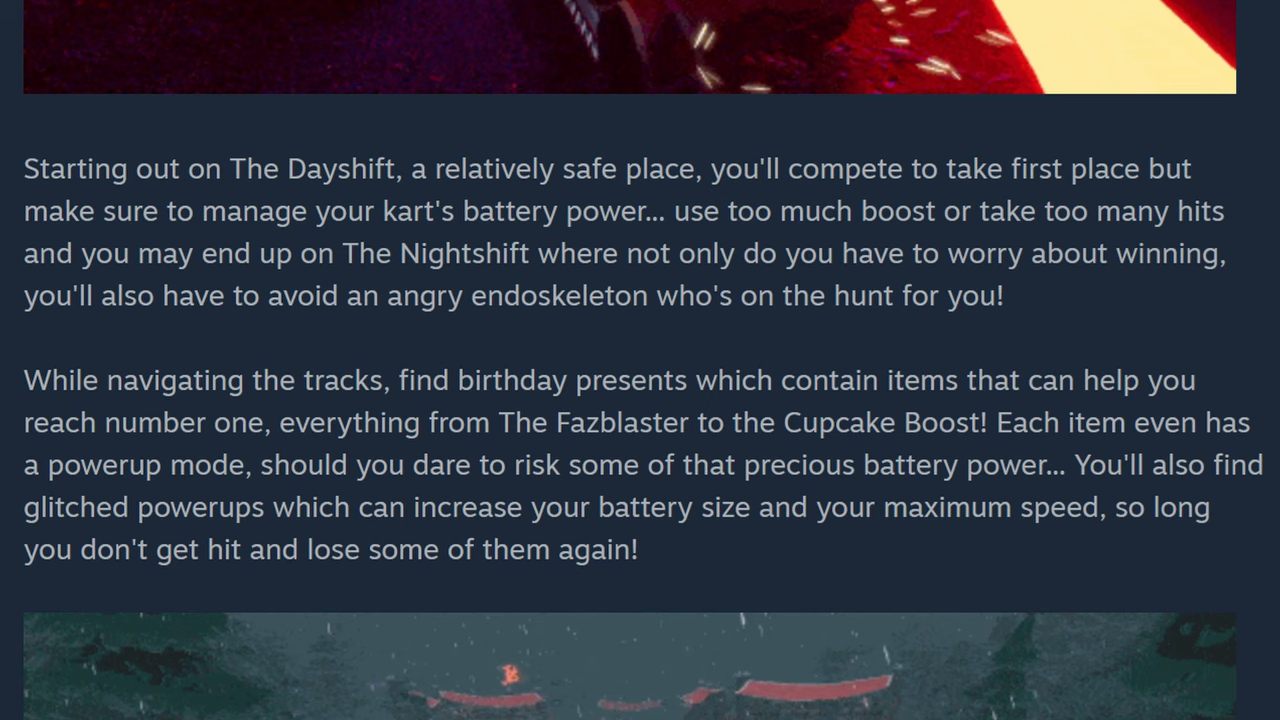 Starting out on The Dayshift, a relatively safe place, you'll compete to take first place but
make sure to manage your kart's battery power... use too much boost or take too many hits
and you may end up on The Nightshift where not only do you have to worry about winning,
you'll also have to avoid an angry endoskeleton who's on the hunt for you!
While navigating the tracks, find birthday presents which contain items that can help you
reach number one, everything from The Fazblaster to the Cupcake Boost! Each item even has
a powerup mode, should you dare to risk some of that precious battery power... You'll also find
glitched powerups which can increase your battery size and your maximum speed, so long
you don't get hit and lose some of them again!